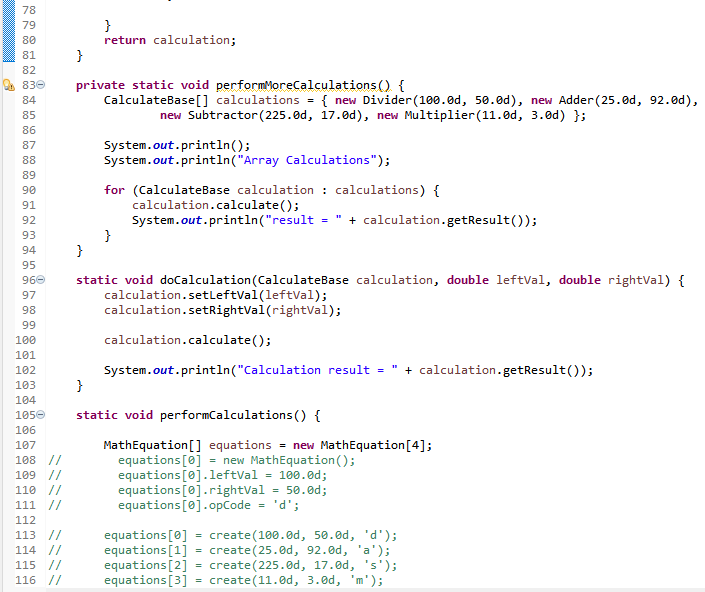 78
79 }
80 return calculation;
81 }
82
83 private static void performMoreCalculations() {
84 CalculateBase[] calculations = { new Divider(100.0d, 50.0d), new Adder(25.0d, 92.0d),
85 new Subtractor(225.0d, 17.0d), new Multiplier(11.0d, 3.0d) };
86
87 System.out.println();
88 System.out.println("Array Calculations");
89
90 for (CalculateBase calculation : calculations) {
91 calculation.calculate();
92 System.out.println("result = " + calculation.getResult());
93 }
94 }
95
96 static void doCalculation(CalculateBase calculation, double leftVal, double rightVal) {
97 calculation.setLeftVal(leftVal);
98 calculation.setRightVal(rightVal);
99
100 calculation.calculate();
101
102 System.out.println("Calculation result = " + calculation.getResult());
103 }
104
105 static void performCalculations() {
106
107 MathEquation[] equations = new MathEquation[4];
108 // equations[0] = new MathEquation();
109 // equations[0].leftVal = 100.0d;
110 // equations[0].rightVal = 50.0d;
111 // equations[0].opCode = 'd';
112
113 // equations[0] = create(100.0d, 50.0d, 'd');
114 // equations[1] = create(25.0d, 92.0d, 'a');
115 // equations[2] = create(225.0d, 17.0d, 's');
116 // equations[3] = create(11.0d, 3.0d, 'm');